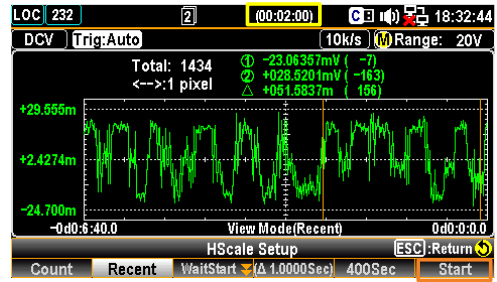 LOC 232 2 (00:02:00) C 18:32:44
DCV Trig:Auto 10k/s M Range: 20V
Total: 1434 ① -23.06357mV ( -7)
<-->:1 pixel ② +028.5201mV ( -163)
△ +051.5837m ( 156)
+29.555m
+2.4274m
-24.700m
-0d0:6:40.0 View Mode(Recent) 0d0:0:0.0
HScale Setup ESC :Return
Count Recent WaitStart (Δ 1.0000Sec) 400Sec Start